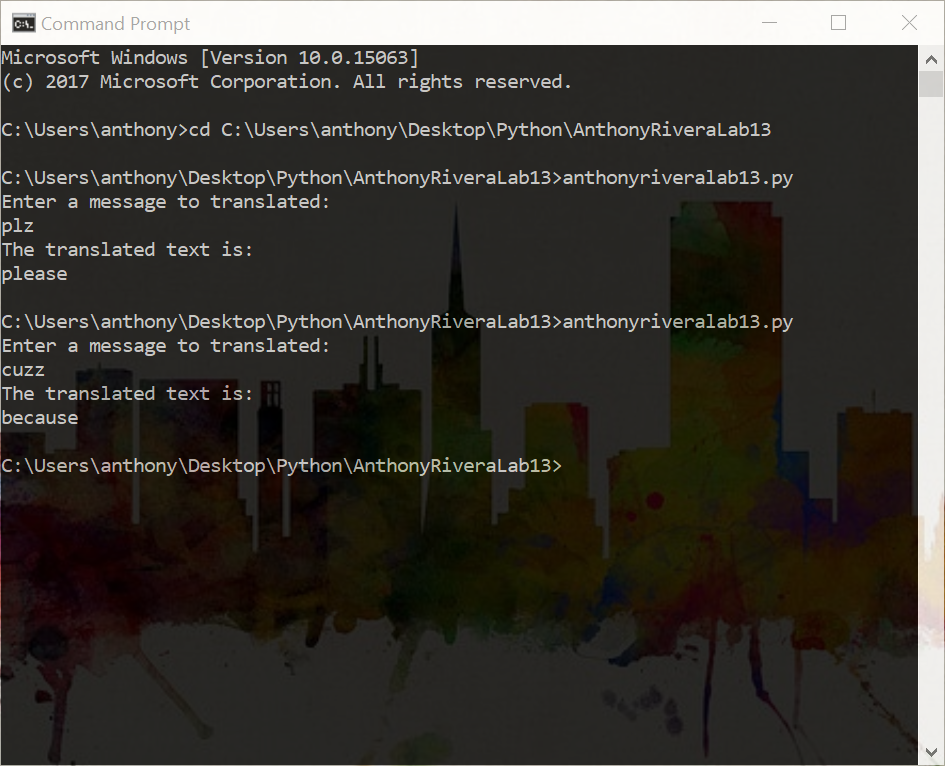 Command Prompt
Microsoft Windows [Version 10.0.15063]
(c) 2017 Microsoft Corporation. All rights reserved.
C:\Users\anthony>cd C:\Users\anthony\Desktop\Python\AnthonyRiveraLab13
C:\Users\anthony\Desktop\Python\AnthonyRiveraLab13>anthonyriveralab13.py
Enter a message to translated:
plz
The translated text is:
please
C:\Users\anthony\Desktop\Python\AnthonyRiveraLab13>anthonyriveralab13.py
Enter a message to translated:
cuzz
The translated text is:
because
C:\Users\anthony\Desktop\Python\AnthonyRiveraLab13>